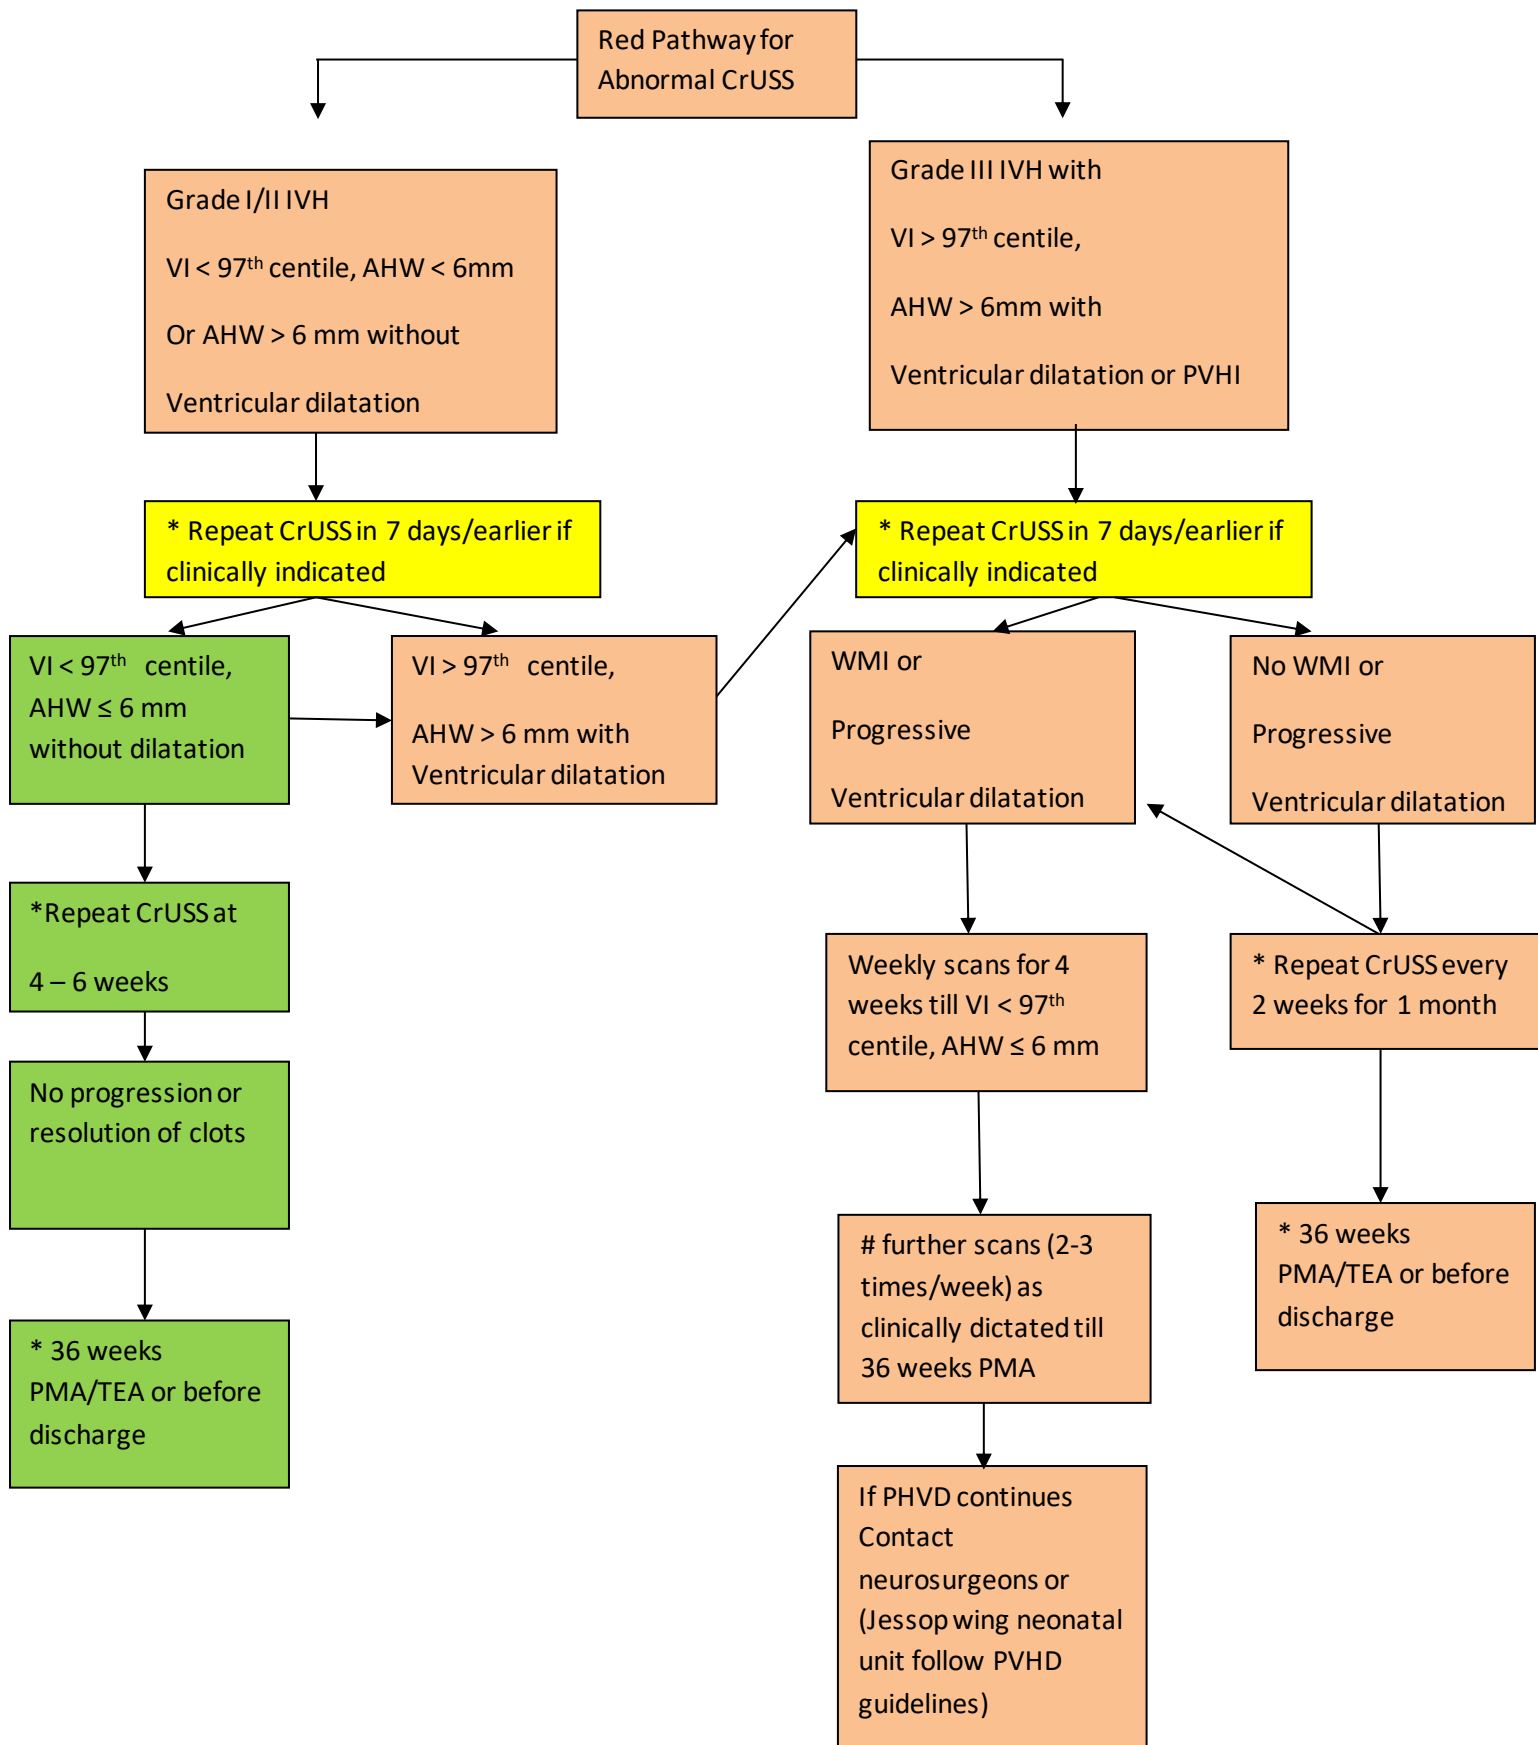 Red Pathway for
Abnormal CrUSS
Grade I/II IVH
VI < 97th centile, AHW < 6mm
Or AHW > 6 mm without
Ventricular dilatation
Grade III IVH with
VI > 97th centile,
AHW > 6mm with
Ventricular dilatation or PVHI
* Repeat CrUSS in 7 days/earlier if
clinically indicated
* Repeat CrUSS in 7 days/earlier if
clinically indicated
VI < 97th centile,
AHW ≤ 6 mm
without dilatation
VI > 97th centile,
AHW > 6 mm with
Ventricular dilatation
WMI or
Progressive
Ventricular dilatation
No WMI or
Progressive
Ventricular dilatation
*Repeat CrUSS at
4 – 6 weeks
Weekly scans for 4
weeks till VI < 97th
centile, AHW ≤ 6 mm
* Repeat CrUSS every
2 weeks for 1 month
No progression or
resolution of clots
# further scans (2-3
times/week) as
clinically dictated till
36 weeks PMA
* 36 weeks
PMA/TEA or before
discharge
* 36 weeks
PMA/TEA or before
discharge
If PHVD continues
Contact
neurosurgeons or
(Jessop wing neonatal
unit follow PVHD
guidelines)